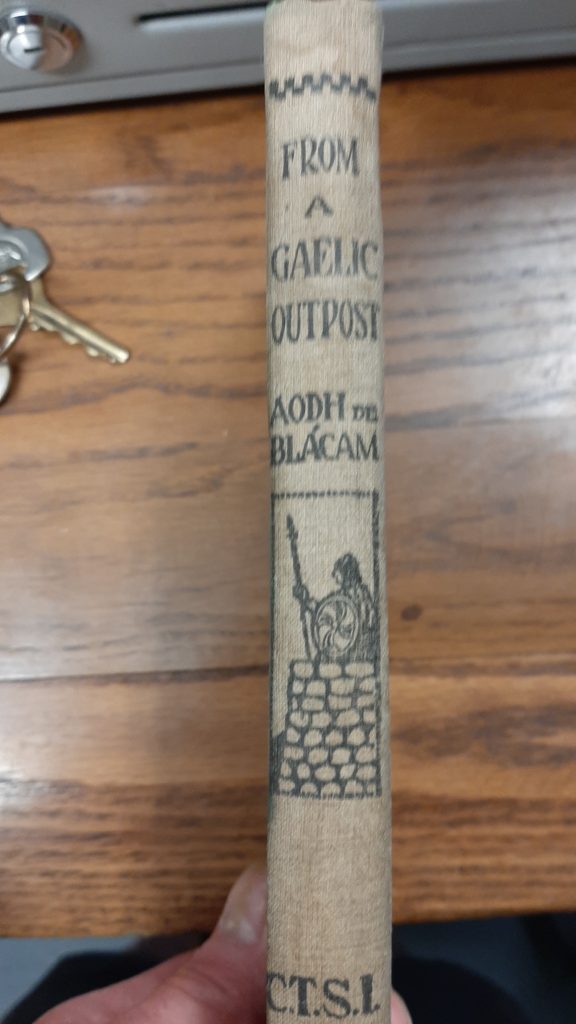 FROM
A
GAELIC
OUTPOST
AODH DE
BLÁCAM
C.T.S.I.